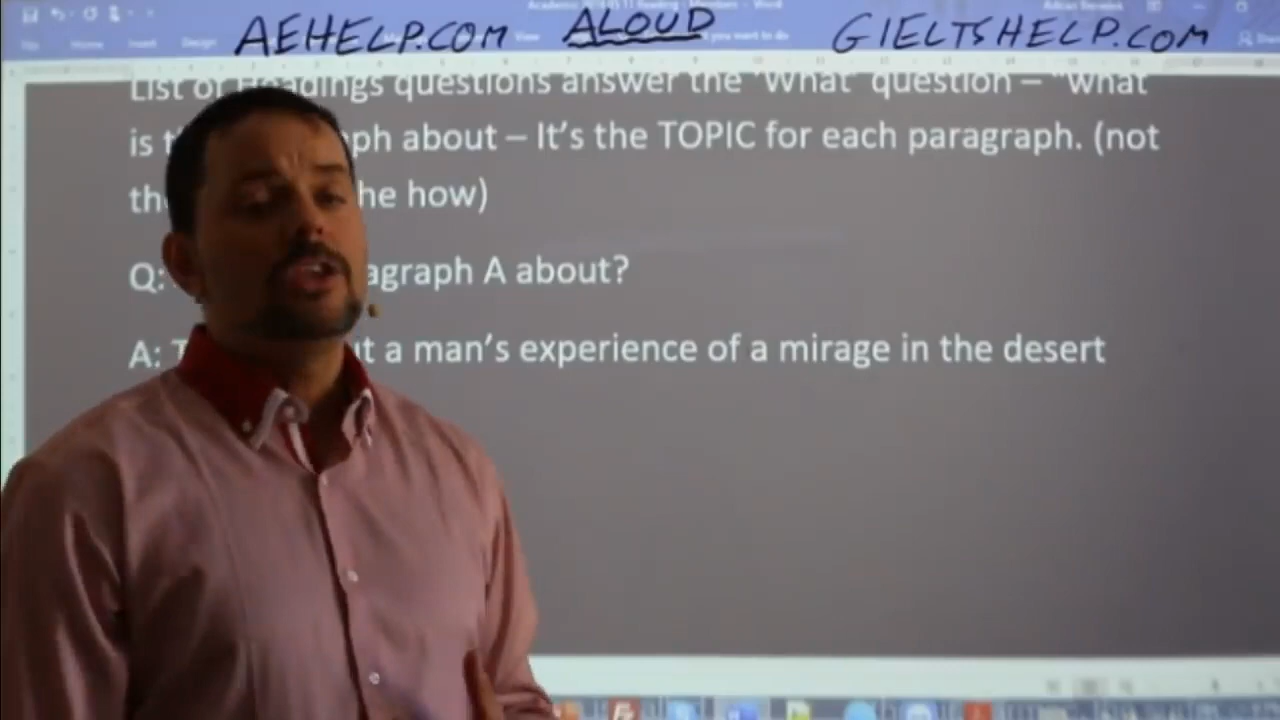 AEHELP.COM ALOUD GIELTSHELP.COM
List of Headings questions answer the "What" question – "what
is ph about – It's the TOPIC for each paragraph. (not
he how)
Q: agraph A about?
A: t a man's experience of a mirage in the desert